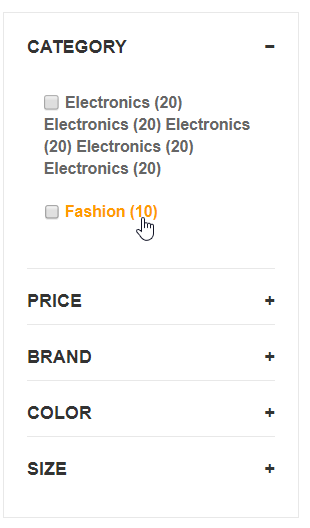 CATEGORY −
Electronics (20)
Electronics (20) Electronics
(20) Electronics (20)
Electronics (20)
Fashion (10)
PRICE +
BRAND +
COLOR +
SIZE +